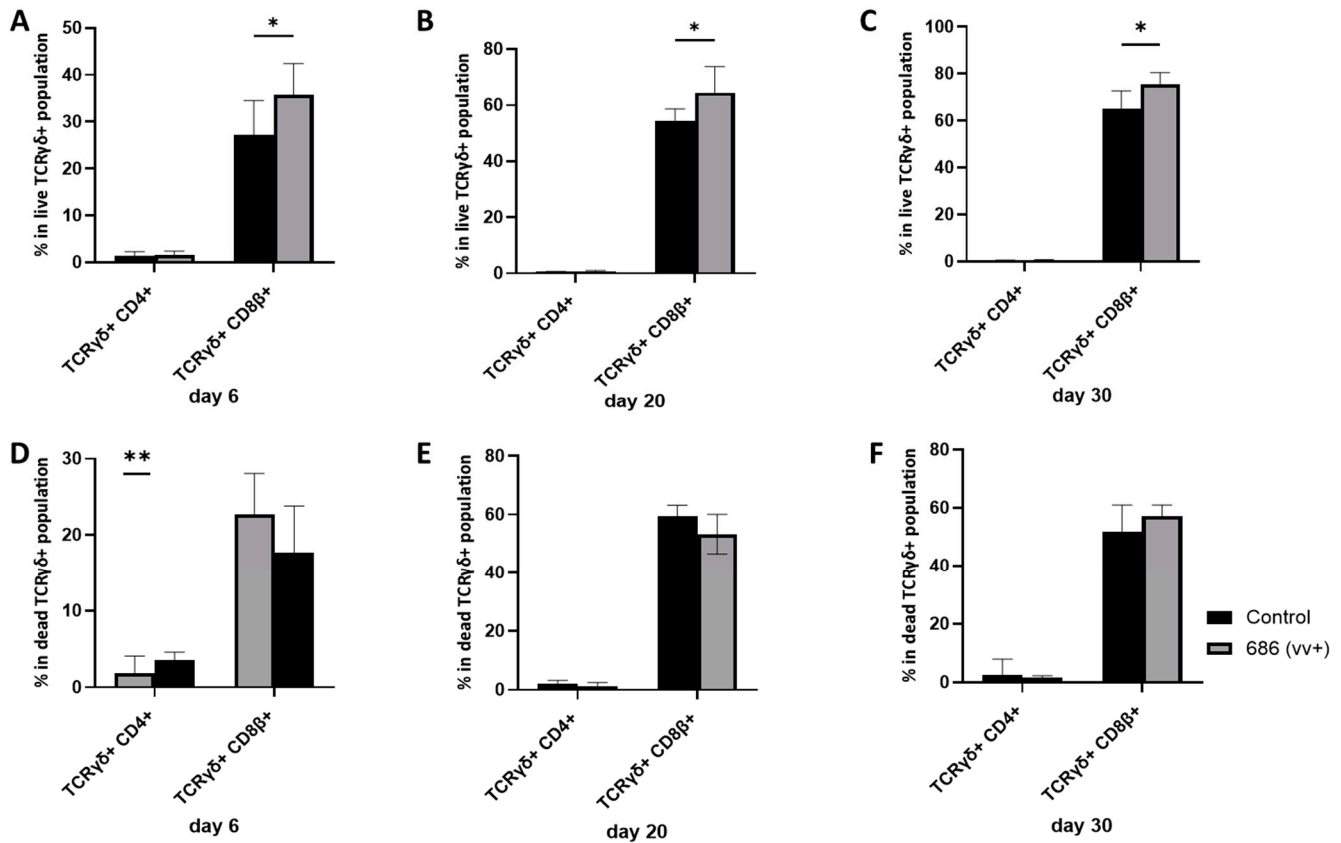 A
% in live TCRγδ+ population
50
40
30
20
10
0
*
TCRγδ+ CD4+
TCRγδ+ CD8β+
day 6
B
% in live TCRγδ+ population
80
60
40
20
0
*
TCRγδ+ CD4+
TCRγδ+ CD8β+
day 20
C
% in live TCRγδ+ population
100
80
60
40
20
0
*
TCRγδ+ CD4+
TCRγδ+ CD8β+
day 30
D
% in dead TCRγδ+ population
30
20
10
0
**
TCRγδ+ CD4+
TCRγδ+ CD8β+
day 6
E
% in dead TCRγδ+ population
80
60
40
20
0
TCRγδ+ CD4+
TCRγδ+ CD8β+
day 20
F
% in dead TCRγδ+ population
80
60
40
20
0
TCRγδ+ CD4+
TCRγδ+ CD8β+
day 30
Control
686 (vv+)